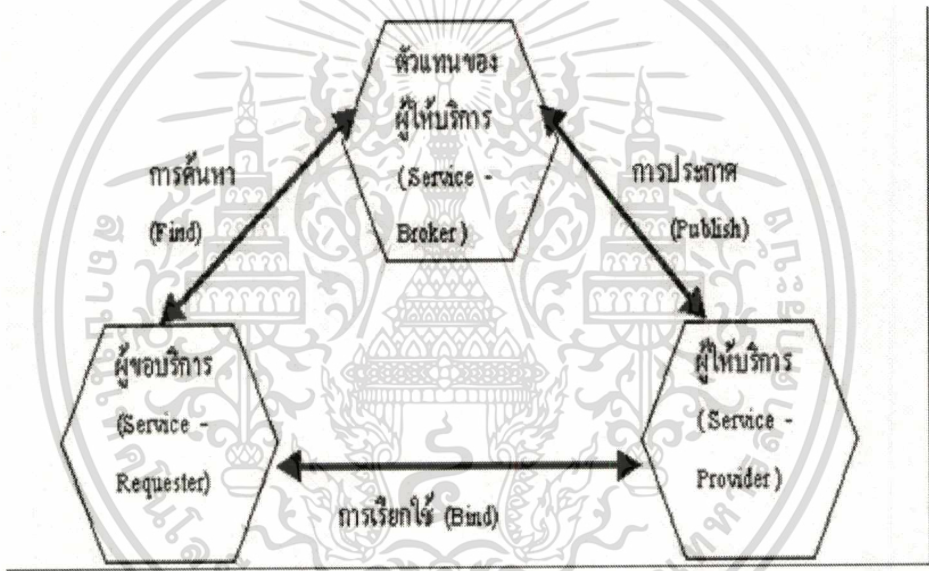 ตัวแทนของ
ผู้ให้บริการ
(Service -
Broker)
การค้นหา
(Find)
การประกาศ
(Publish)
ผู้ขอบริการ
(Service -
Requester)
ผู้ให้บริการ
(Service -
Provider)
การเรียกใช้ (Bind)